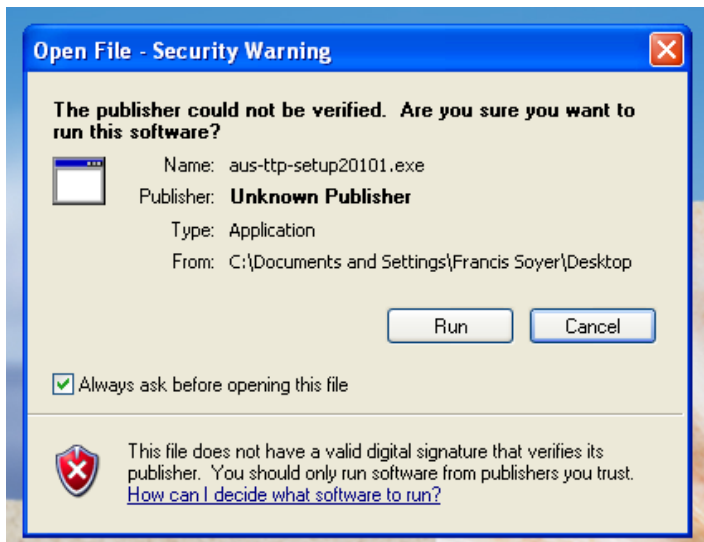 Open File - Security Warning
The publisher could not be verified. Are you sure you want to
run this software?
Name: aus-ttp-setup20101.exe
Publisher: Unknown Publisher
Type: Application
From: C:\Documents and Settings\Francis Soyer\Desktop
Run Cancel
Always ask before opening this file
This file does not have a valid digital signature that verifies its
publisher. You should only run software from publishers you trust.
How can I decide what software to run?